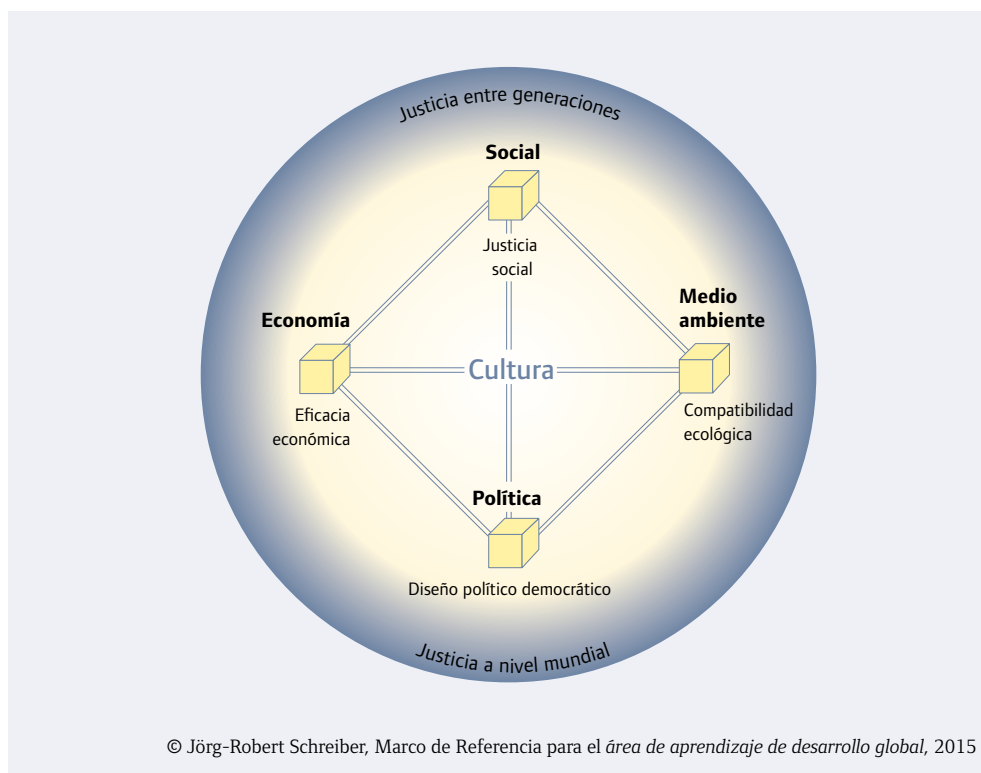 Justicia entre generaciones
Social
Justicia
social
Medio
ambiente
Economía
Cultura
Eficacia
económica
Compatibilidad
ecológica
Política
Diseño político democrático
Justicia a nivel mundial
© Jörg-Robert Schreiber, Marco de Referencia para el área de aprendizaje de desarrollo global, 2015